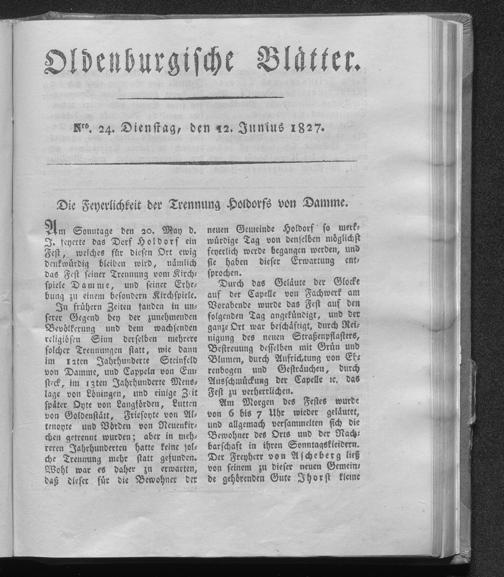 Oldenburgische Blätter.
Nro. 24. Dienstag, den 12. Junius 1827.
Die Feyerlichkeit der Trennung Holdorfs von Damme.
Am Sonntage den 20. May d.
J. feyerte das Dorf Holdorf ein
Fest, welches für diesen Ort ewig
denkwürdig bleiben wird, nämlich
das Fest seiner Trennung vom Kirch-
spiele Damme, und seiner Erhe-
bung zu einem besondern Kirchspiele.
In frühern Zeiten fanden in un-
serer Gegend bey der zunehmenden
Bevölkerung und dem wachsenden
religiösen Sinn derselben mehrere
solcher Trennungen statt, wie dann
im 12ten Jahrhunderte Steinfeld
von Damme, und Cappeln von Em-
steck, im 13ten Jahrhunderte Mens-
lage von Löningen, und einige Zeit
später Oyte von Langförden, Lutten
von Goldenstätt, Friesoyte von Al-
tenoyte und Vörden von Neuenkir-
chen getrennt wurden; aber in meh-
reren Jahrhunderten hatte keine sol-
che Trennung mehr statt gefunden.
Wohl war es daher zu erwarten,
daß dieser für die Bewohner der
neuen Gemeinde Holdorf so merk-
würdige Tag von denselben möglichst
feyerlich werde begangen werden, und
sie haben dieser Erwartung ent-
sprochen.
Durch das Geläute der Glocke
auf der Capelle von Fachwerk am
Vorabende wurde das Fest auf den
folgenden Tag angekündigt, und der
ganze Ort war beschäftigt, durch Rei-
nigung des neuen Straßenpflasters,
Bestreuung desselben mit Grün und
Blumen, durch Aufrichtung von Eh-
renbogen und Gesträuchen, durch
Ausschmückung der Capelle ic. das
Fest zu verherrlichen.
Am Morgen des Festes wurde
von 6 bis 7 Uhr wieder geläutet,
und allgemach versammelten sich die
Bewohner des Orts und der Nach-
barschaft in ihren Sonntagskleidern.
Der Freyherr von Ascheberg ließ
von seinem zu dieser neuen Gemein-
de gehörenden Gute Ihorst kleine